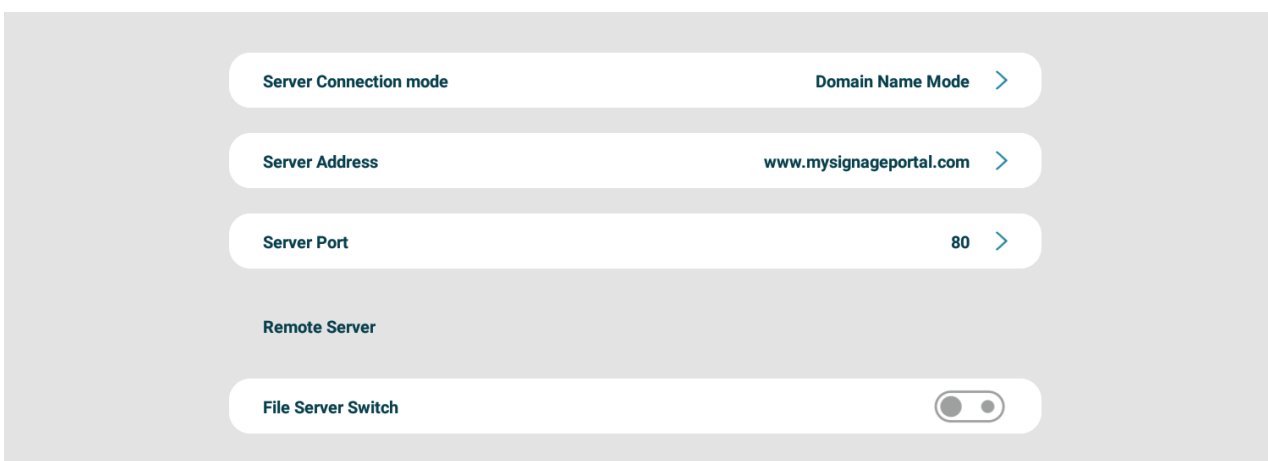 Server Connection mode Domain Name Mode
Server Address www.mysignageportal.com
Server Port 80
Remote Server
File Server Switch